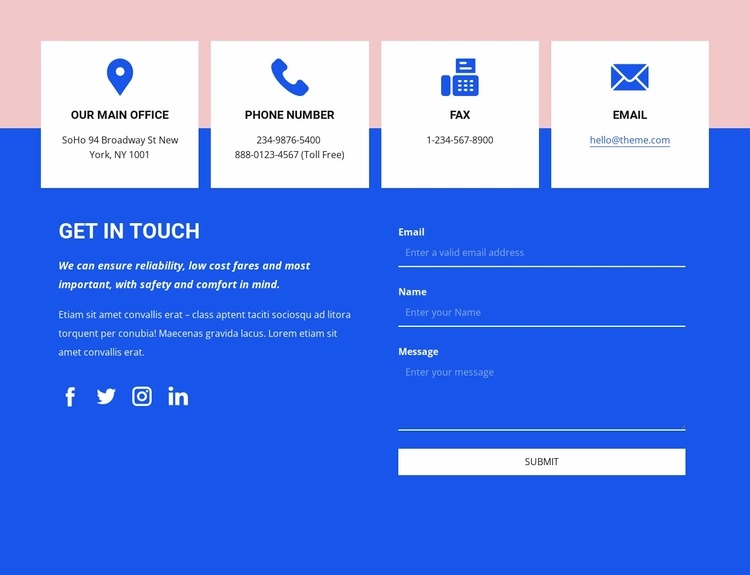 OUR MAIN OFFICE
SoHo 94 Broadway St New
York, NY 1001
PHONE NUMBER
234-9876-5400
888-0123-4567 (Toll Free)
FAX
1-234-567-8900
EMAIL
hello@theme.com
GET IN TOUCH
We can ensure reliability, low cost fares and most
important, with safety and comfort in mind.
Etiam sit amet convallis erat – class aptent taciti sociosqu ad litora
torquent per conubia! Maecenas gravida lacus. Lorem etiam sit
amet convallis erat.
Email
Enter a valid email address
Name
Enter your Name
Message
Enter your message
SUBMIT